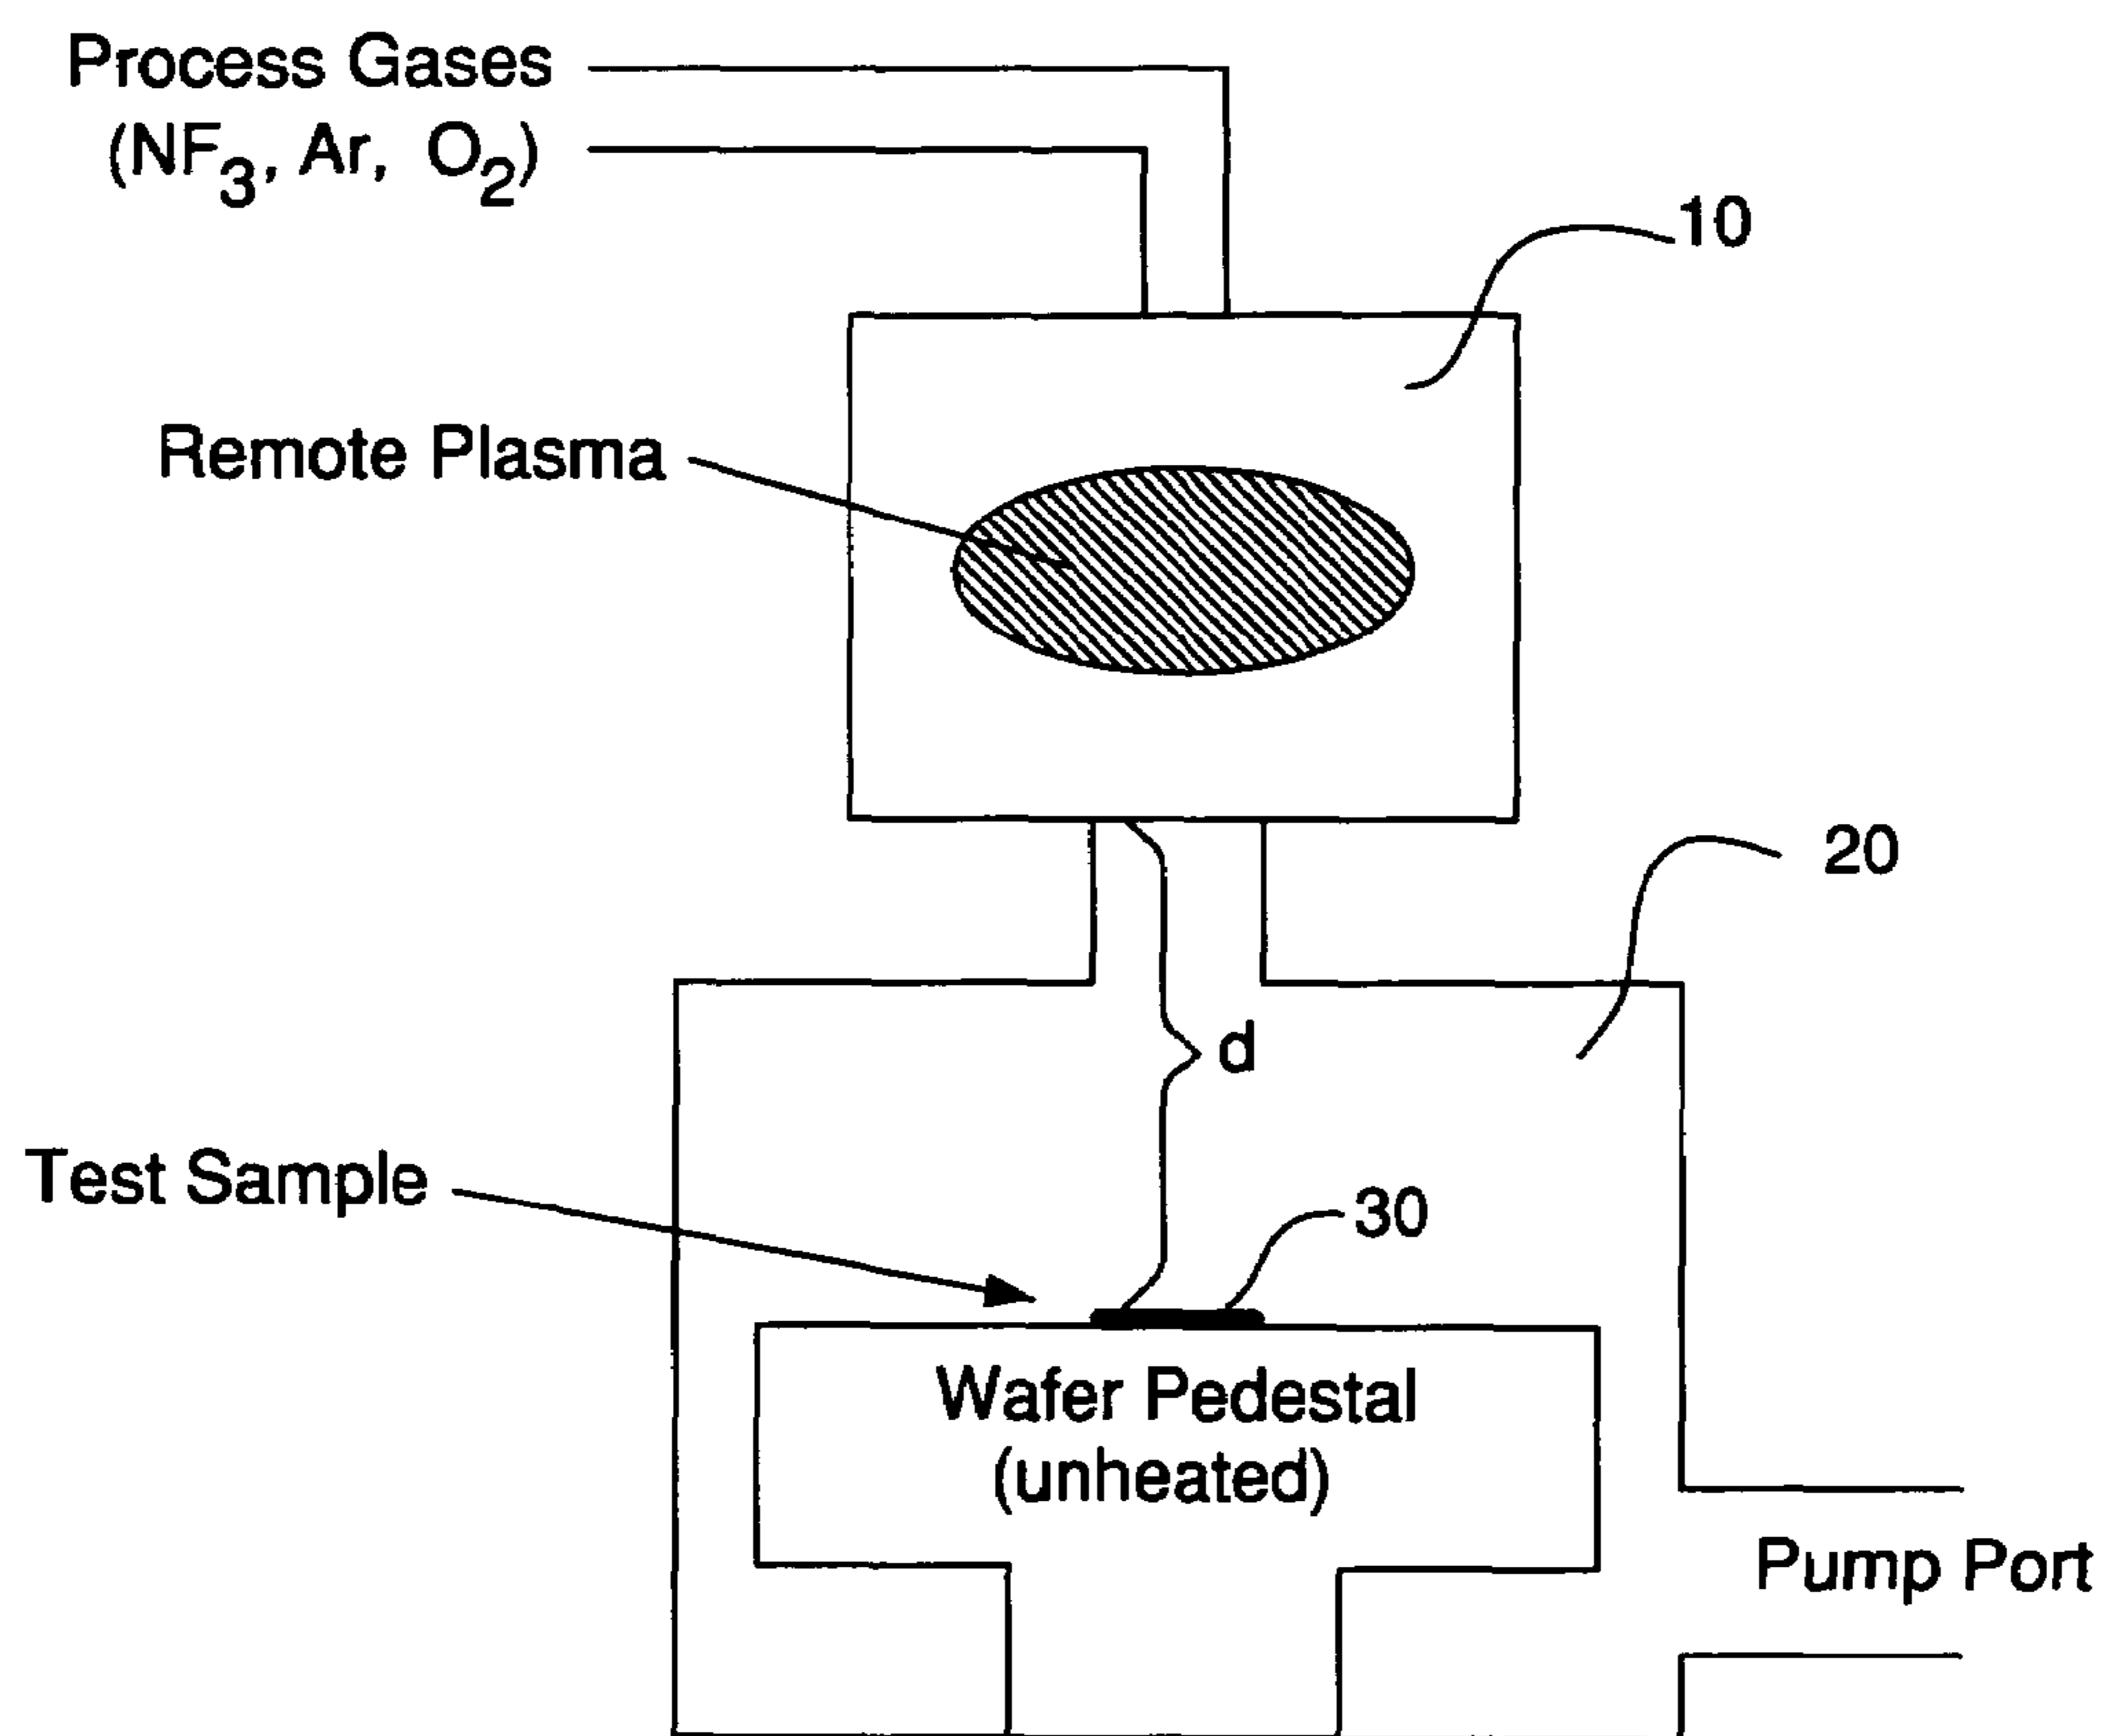 Process Gases
(NF3, Ar, O2)
10
Remote Plasma
20
d
Test Sample
30
Wafer Pedestal
(unheated)
Pump Port